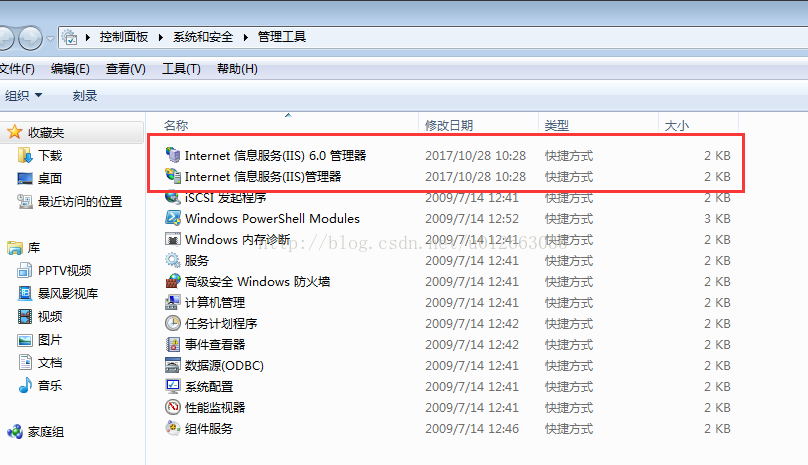 控制面板 ▸ 系统和安全 ▸ 管理工具
文件(F) 编辑(E) 查看(V) 工具(T) 帮助(H)
组织 刻录
收藏夹
下载
桌面
最近访问的位置
库
PPTV视频
暴风影视库
视频
图片
文档
音乐
家庭组
名称 修改日期 类型 大小
Internet 信息服务(IIS) 6.0 管理器 2017/10/28 10:28 快捷方式 2 KB
Internet 信息服务(IIS)管理器 2017/10/28 10:28 快捷方式 2 KB
iSCSI 发起程序 2009/7/14 12:41 快捷方式 2 KB
Windows PowerShell Modules 2009/7/14 12:52 快捷方式 3 KB
Windows 内存诊断 2009/7/14 12:41 快捷方式 2 KB
服务 2009/7/14 12:41 快捷方式 2 KB
高级安全 Windows 防火墙 2009/7/14 12:41 快捷方式 2 KB
计算机管理 2009/7/14 12:41 快捷方式 2 KB
任务计划程序 2009/7/14 12:42 快捷方式 2 KB
事件查看器 2009/7/14 12:42 快捷方式 2 KB
数据源(ODBC) 2009/7/14 12:41 快捷方式 2 KB
系统配置 2009/7/14 12:41 快捷方式 2 KB
性能监视器 2009/7/14 12:41 快捷方式 2 KB
组件服务 2009/7/14 12:46 快捷方式 2 KB